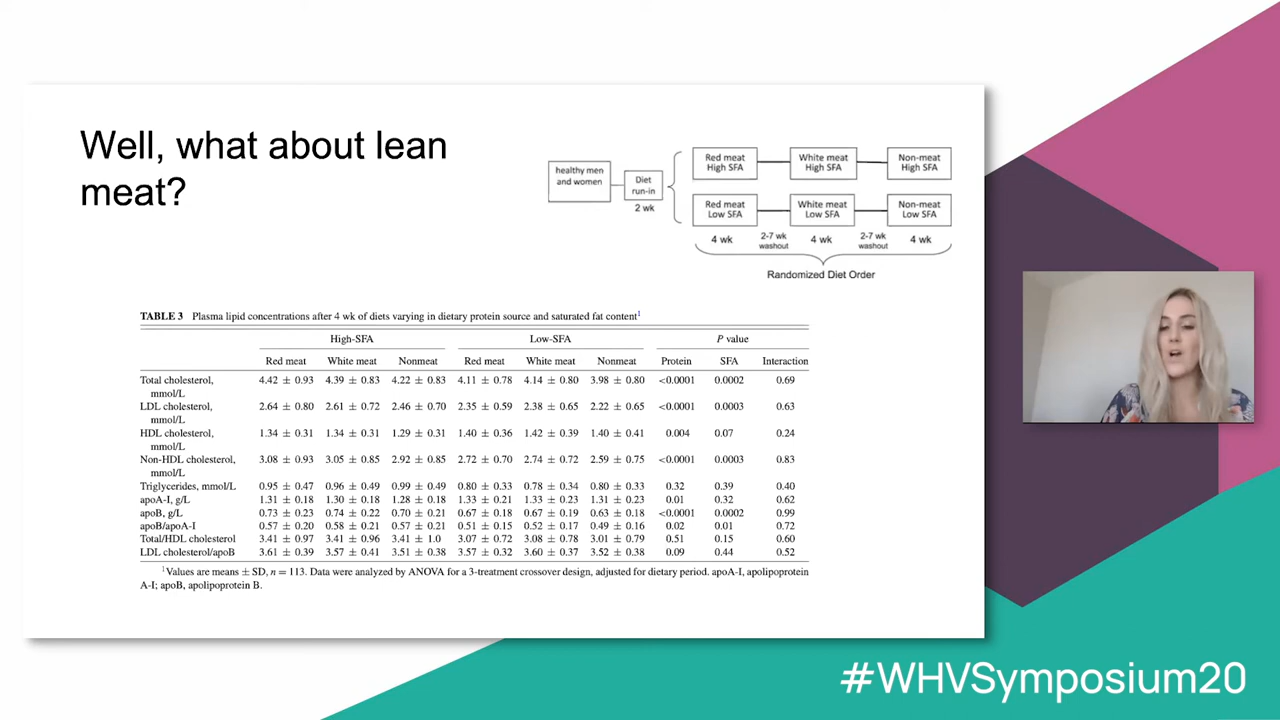 Well, what about lean
meat?
healthy men
and women
Diet
run-in
2 wk
Red meat
High SFA
White meat
High SFA
Non-meat
High SFA
Red meat
Low SFA
White meat
Low SFA
Non-meat
Low SFA
4 wk
2-7 wk
washout
4 wk
2-7 wk
washout
4 wk
Randomized Diet Order
TABLE 3 Plasma lipid concentrations after 4 wk of diets varying in dietary protein source and saturated fat content1
High-SFA Low-SFA P value
Red meat White meat Nonmeat Red meat White meat Nonmeat Protein SFA Interaction
Total cholesterol, 4.42 ± 0.93 4.39 ± 0.83 4.22 ± 0.83 4.11 ± 0.78 4.14 ± 0.80 3.98 ± 0.80 <0.0001 0.0002 0.69
mmol/L
LDL cholesterol, 2.64 ± 0.80 2.61 ± 0.72 2.46 ± 0.70 2.35 ± 0.59 2.38 ± 0.65 2.22 ± 0.65 <0.0001 0.0003 0.63
mmol/L
HDL cholesterol, 1.34 ± 0.31 1.34 ± 0.31 1.29 ± 0.31 1.40 ± 0.36 1.42 ± 0.39 1.40 ± 0.41 0.004 0.07 0.24
mmol/L
Non-HDL cholesterol, 3.08 ± 0.93 3.05 ± 0.85 2.92 ± 0.85 2.72 ± 0.70 2.74 ± 0.72 2.59 ± 0.75 <0.0001 0.0003 0.83
mmol/L
Triglycerides, mmol/L 0.95 ± 0.47 0.96 ± 0.49 0.99 ± 0.49 0.80 ± 0.33 0.78 ± 0.34 0.80 ± 0.33 0.32 0.39 0.40
apoA-I, g/L 1.31 ± 0.18 1.30 ± 0.18 1.28 ± 0.18 1.33 ± 0.21 1.33 ± 0.23 1.31 ± 0.23 0.01 0.32 0.62
apoB, g/L 0.73 ± 0.23 0.74 ± 0.22 0.70 ± 0.21 0.67 ± 0.18 0.67 ± 0.19 0.63 ± 0.18 <0.0001 0.0002 0.99
apoB/apoA-I 0.57 ± 0.20 0.58 ± 0.21 0.57 ± 0.21 0.51 ± 0.15 0.52 ± 0.17 0.49 ± 0.16 0.02 0.01 0.72
Total/HDL cholesterol 3.41 ± 0.97 3.41 ± 0.96 3.41 ± 1.0 3.07 ± 0.72 3.08 ± 0.78 3.01 ± 0.79 0.51 0.15 0.60
LDL cholesterol/apoB 3.61 ± 0.39 3.57 ± 0.41 3.51 ± 0.38 3.57 ± 0.32 3.60 ± 0.37 3.52 ± 0.38 0.09 0.44 0.52
1Values are means ± SD, n = 113. Data were analyzed by ANOVA for a 3-treatment crossover design, adjusted for dietary period. apoA-I, apolipoprotein
A-I; apoB, apolipoprotein B.
#WHVSymposium20